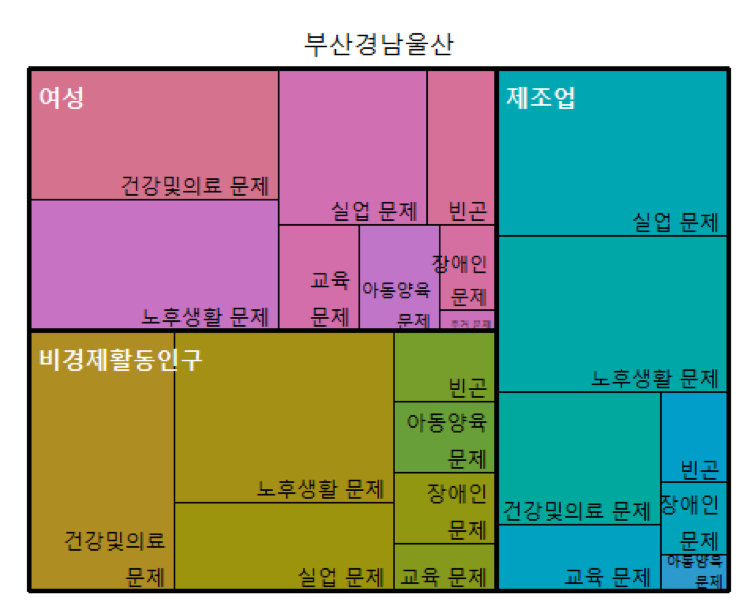 부산경남울산
여성
건강및의료 문제
노후생활 문제
실업 문제
빈곤
교육
문제
아동양육
문제
장애인
문제
주거 문제
비경제활동인구
건강및의료
문제
노후생활 문제
실업 문제
빈곤
아동양육
문제
장애인
문제
교육 문제
제조업
실업 문제
노후생활 문제
건강및의료 문제
교육 문제
빈곤
장애인
문제
아동양육
문제